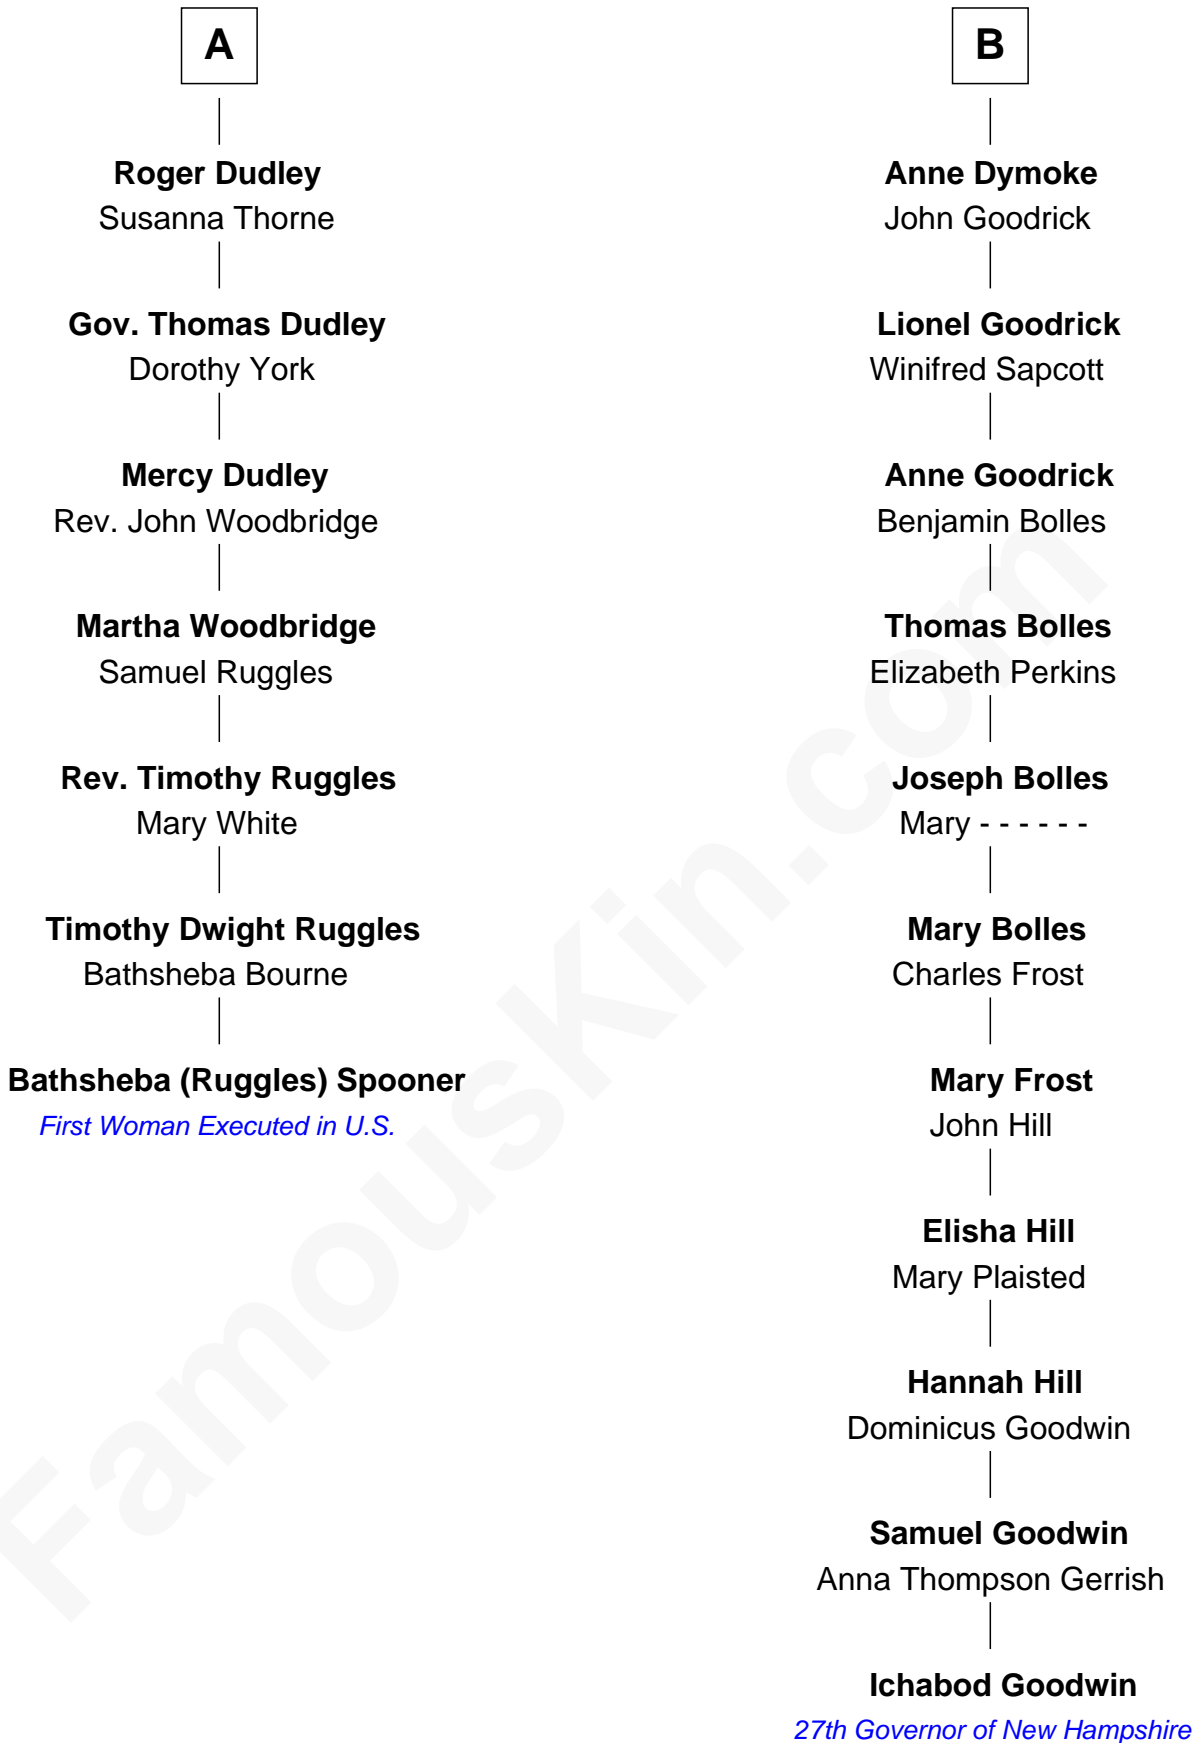 A
Roger Dudley
Susanna Thorne
Gov. Thomas Dudley
Dorothy York
Mercy Dudley
Rev. John Woodbridge
Martha Woodbridge
Samuel Ruggles
Rev. Timothy Ruggles
Mary White
Timothy Dwight Ruggles
Bathsheba Bourne
Bathsheba (Ruggles) Spooner
First Woman Executed in U.S.
B
Anne Dymoke
John Goodrick
Lionel Goodrick
Winifred Sapcott
Anne Goodrick
Benjamin Bolles
Thomas Bolles
Elizabeth Perkins
Joseph Bolles
Mary - - - - - -
Mary Bolles
Charles Frost
Mary Frost
John Hill
Elisha Hill
Mary Plaisted
Hannah Hill
Dominicus Goodwin
Samuel Goodwin
Anna Thompson Gerrish
Ichabod Goodwin
27th Governor of New Hampshire
FamousKin.com